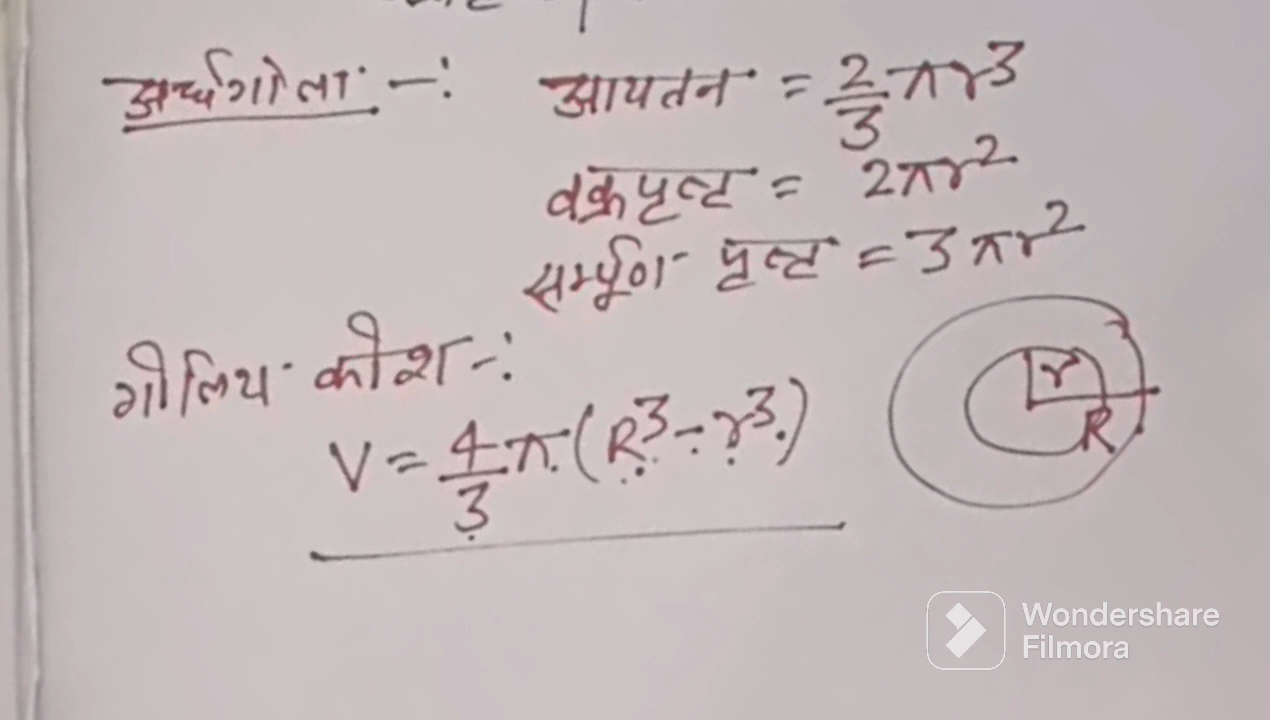 अर्धगोला :- आयतन = 2/3 πr³
वक्रपृष्ठ = 2πr²
सम्पूर्ण पृष्ठ = 3πr²
गोलिय कोश :-
V = 4/3 π(R³ - r³)
r
R
Wondershare
Filmora